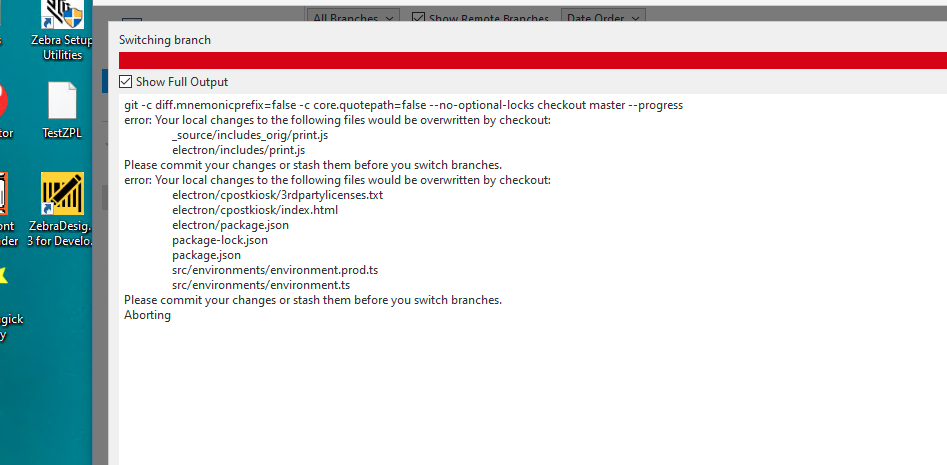 All Branches
Show Remote Branches
Date Order
Switching branch
Zebra Setup
Utilities
Show Full Output
git -c diff.mnemonicprefix=false -c core.quotepath=false --no-optional-locks checkout master --progress
error: Your local changes to the following files would be overwritten by checkout:
_source/includes_orig/print.js
electron/includes/print.js
Please commit your changes or stash them before you switch branches.
error: Your local changes to the following files would be overwritten by checkout:
electron/cpostkiosk/3rdpartylicenses.txt
electron/cpostkiosk/index.html
electron/package.json
package-lock.json
package.json
src/environments/environment.prod.ts
src/environments/environment.ts
Please commit your changes or stash them before you switch branches.
Aborting
tor
TestZPL
ont
der
ZebraDesig...
3 for Develo...
gick
y